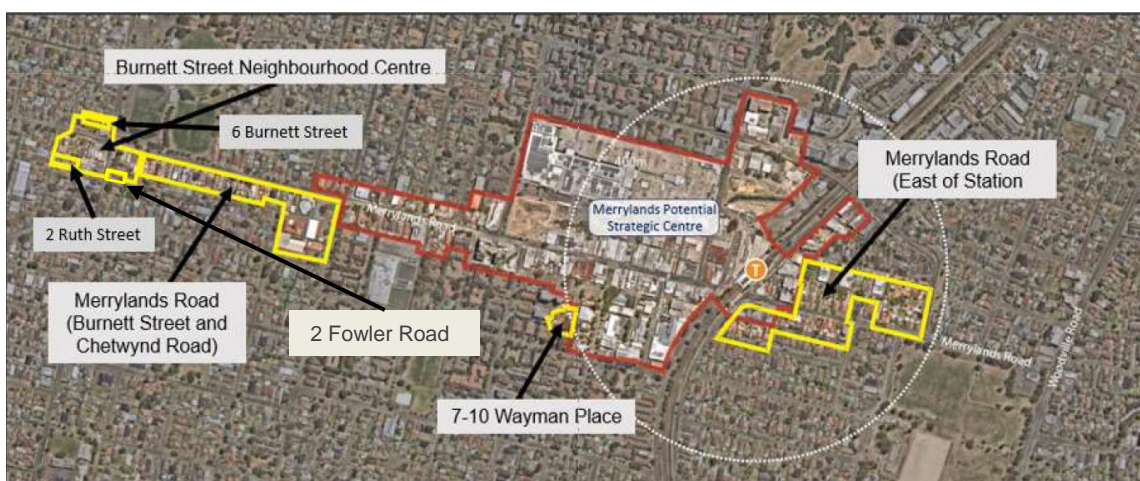 Burnett Street Neighbourhood Centre
6 Burnett Street
2 Ruth Street
Merrylands Road
(Burnett Street and
Chetwynd Road)
2 Fowler Road
Merrylands Road
Merrylands Potential
Strategic Centre
T
7-10 Wayman Place
Merrylands Road
(East of Station
Merrylands Road
Woodville Road